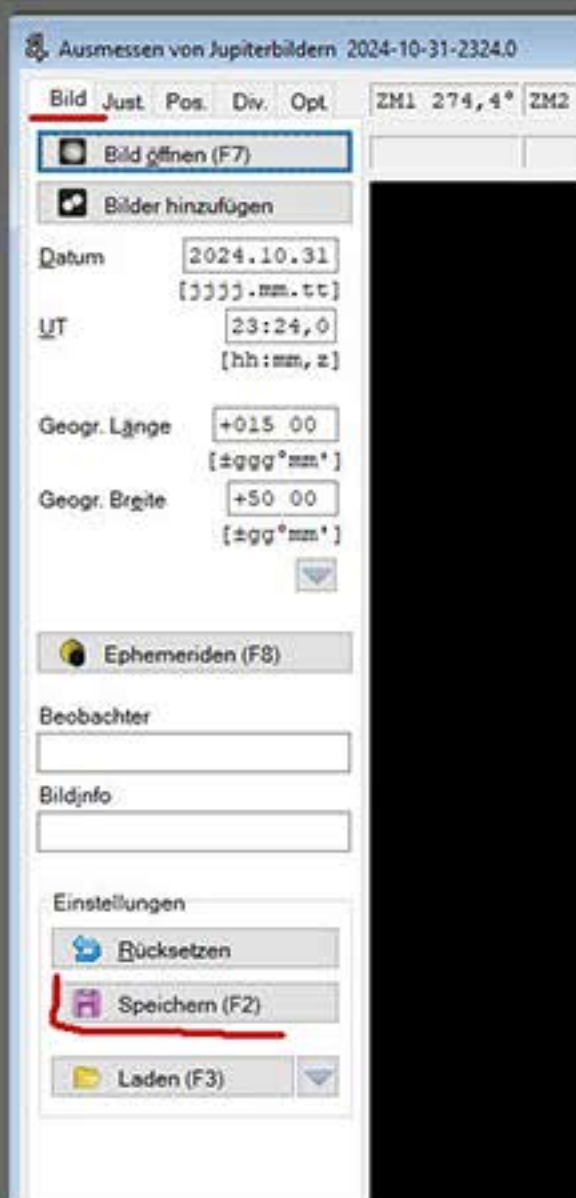 Ausmessen von Jupiterbildern 2024-10-31-2324.0
Bild Just. Pos. Div. Opt. ZM1 274,4° ZM2
Bild öffnen (F7)
Bilder hinzufügen
Datum 2024.10.31
[jjjj.mm.tt]
UT 23:24,0
[hh:mm,z]
Geogr. Länge +015 00
[±ggg°mm']
Geogr. Breite +50 00
[±gg°mm']
Ephemeriden (F8)
Beobachter
Bildinfo
Einstellungen
Rücksetzen
Speichern (F2)
Laden (F3)